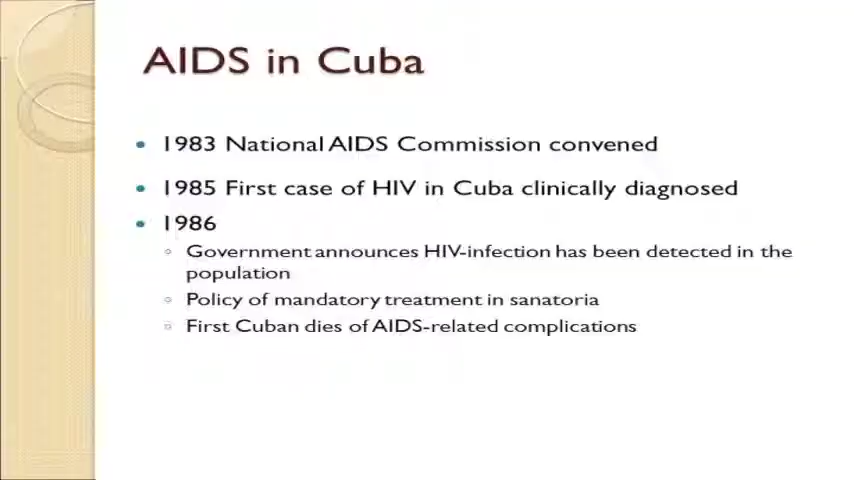 AIDS in Cuba
• 1983 National AIDS Commission convened
• 1985 First case of HIV in Cuba clinically diagnosed
• 1986
◦ Government announces HIV-infection has been detected in the
population
◦ Policy of mandatory treatment in sanatoria
◦ First Cuban dies of AIDS-related complications